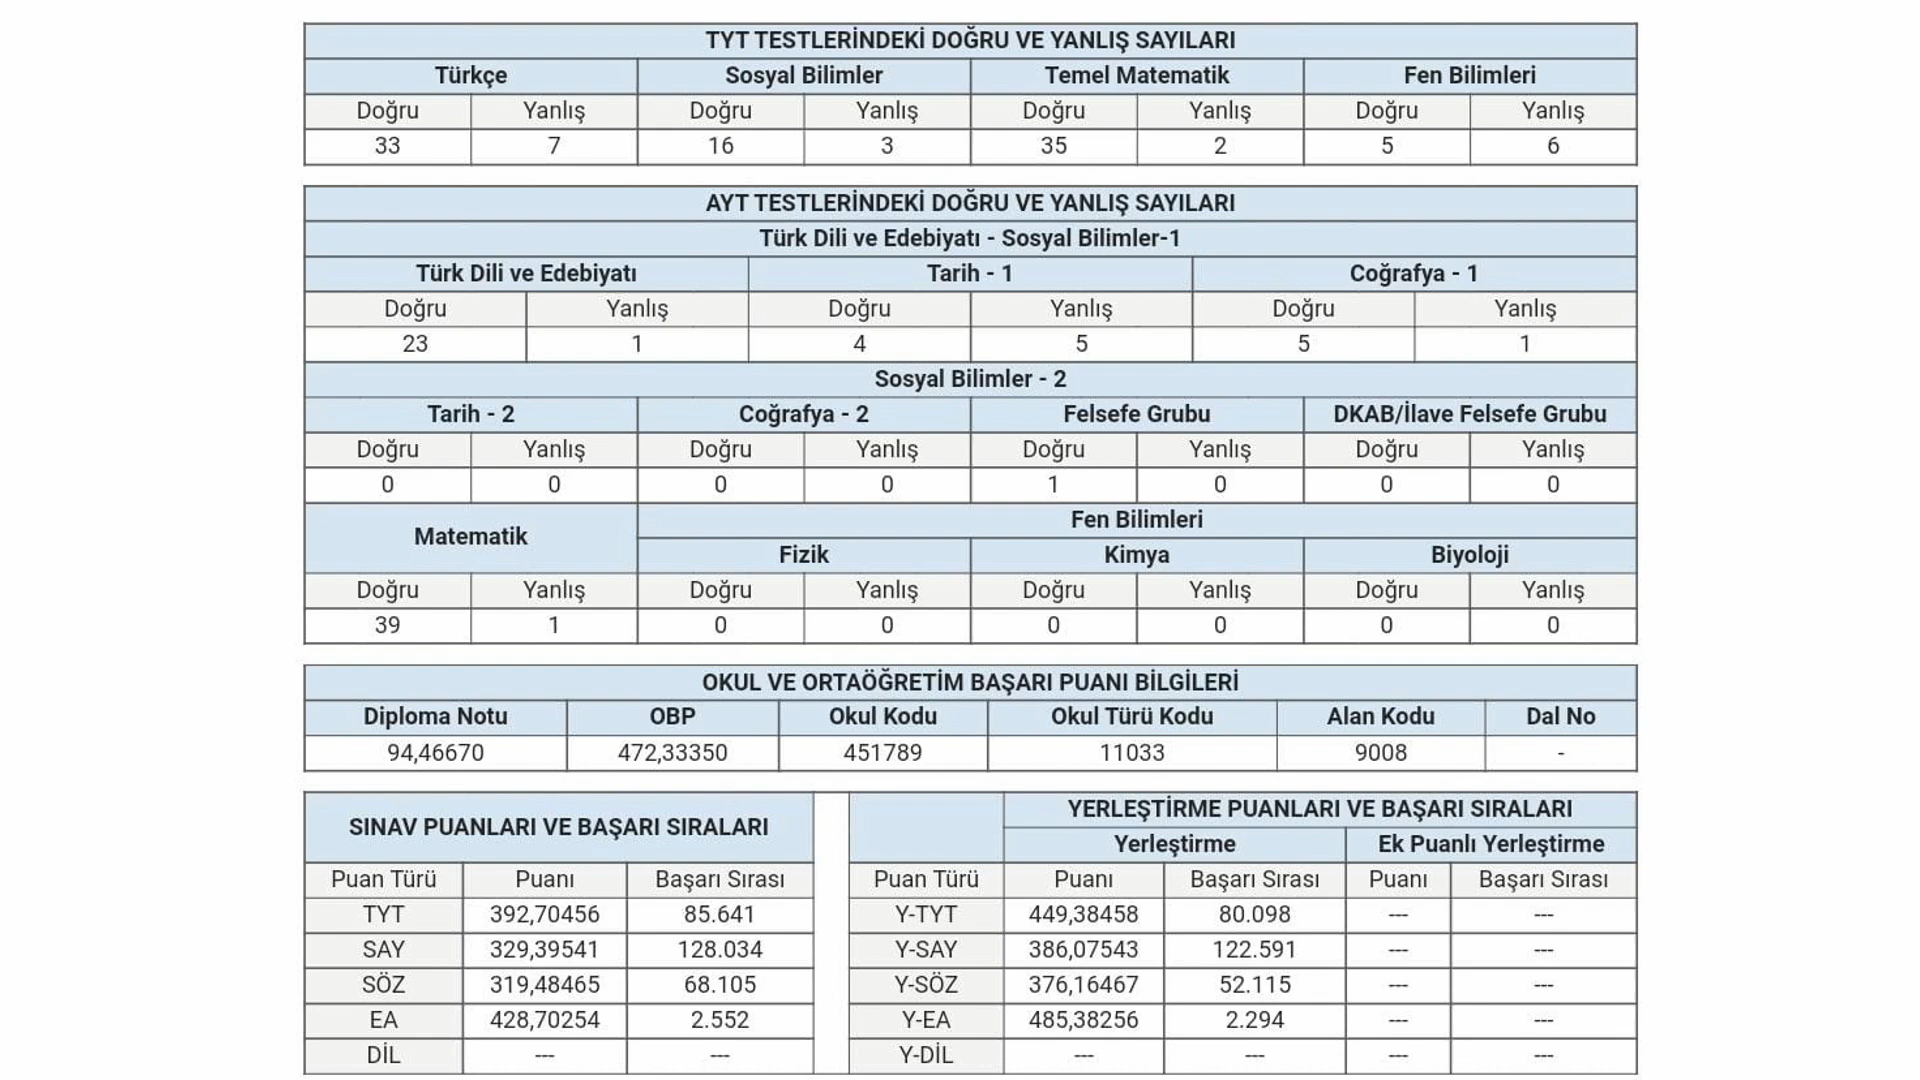 TYT TESTLERİNDEKİ DOĞRU VE YANLIŞ SAYILARI
Türkçe Sosyal Bilimler Temel Matematik Fen Bilimleri
Doğru Yanlış Doğru Yanlış Doğru Yanlış Doğru Yanlış
33 7 16 3 35 2 5 6
AYT TESTLERİNDEKİ DOĞRU VE YANLIŞ SAYILARI
Türk Dili ve Edebiyatı - Sosyal Bilimler-1
Türk Dili ve Edebiyatı Tarih - 1 Coğrafya - 1
Doğru Yanlış Doğru Yanlış Doğru Yanlış
23 1 4 5 5 1
Sosyal Bilimler - 2
Tarih - 2 Coğrafya - 2 Felsefe Grubu DKAB/İlave Felsefe Grubu
Doğru Yanlış Doğru Yanlış Doğru Yanlış Doğru Yanlış
0 0 0 0 1 0 0 0
Matematik Fen Bilimleri
Fizik Kimya Biyoloji
Doğru Yanlış Doğru Yanlış Doğru Yanlış Doğru Yanlış
39 1 0 0 0 0 0 0
OKUL VE ORTAÖĞRETİM BAŞARI PUANI BİLGİLERİ
Diploma Notu OBP Okul Kodu Okul Türü Kodu Alan Kodu Dal No
94,46670 472,33350 451789 11033 9008 -
SINAV PUANLARI VE BAŞARI SIRALARI
Puan Türü Puanı Başarı Sırası
TYT 392,70456 85.641
SAY 329,39541 128.034
SÖZ 319,48465 68.105
EA 428,70254 2.552
DİL --- ---
YERLEŞTİRME PUANLARI VE BAŞARI SIRALARI
Yerleştirme Ek Puanlı Yerleştirme
Puan Türü Puanı Başarı Sırası Puanı Başarı Sırası
Y-TYT 449,38458 80.098 --- ---
Y-SAY 386,07543 122.591 --- ---
Y-SÖZ 376,16467 52.115 --- ---
Y-EA 485,38256 2.294 --- ---
Y-DİL --- --- --- ---